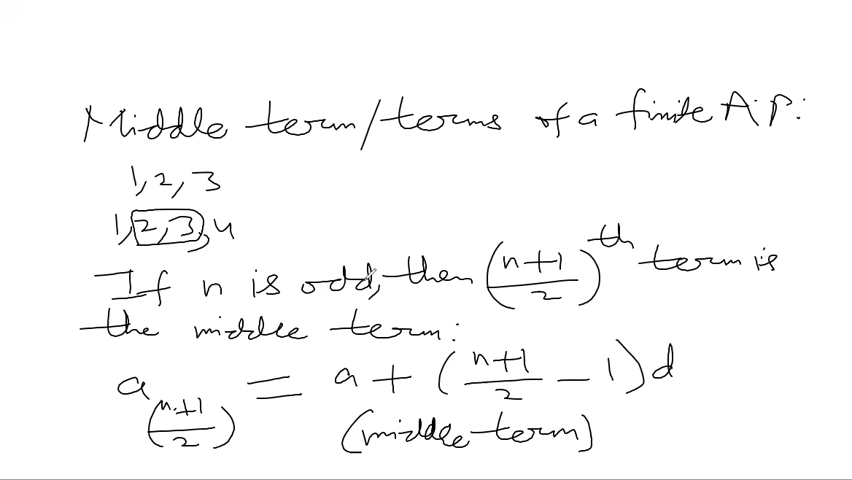 Middle term/terms of a finite A.P:
1, 2, 3
1, 2, 3, 4
If n is odd, then ((n+1)/2)^th term is
the middle term:
a_((n+1)/2) = a + ((n+1)/2 - 1)d
(middle term)